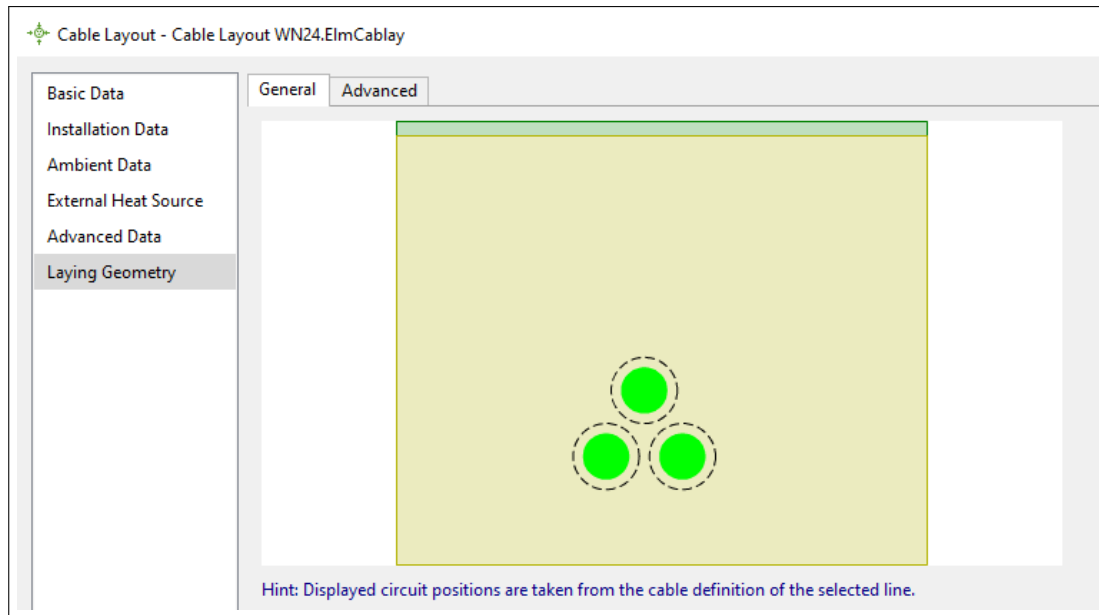 Cable Layout - Cable Layout WN24.ElmCablay
Basic Data
Installation Data
Ambient Data
External Heat Source
Advanced Data
Laying Geometry
General
Advanced
Hint: Displayed circuit positions are taken from the cable definition of the selected line.